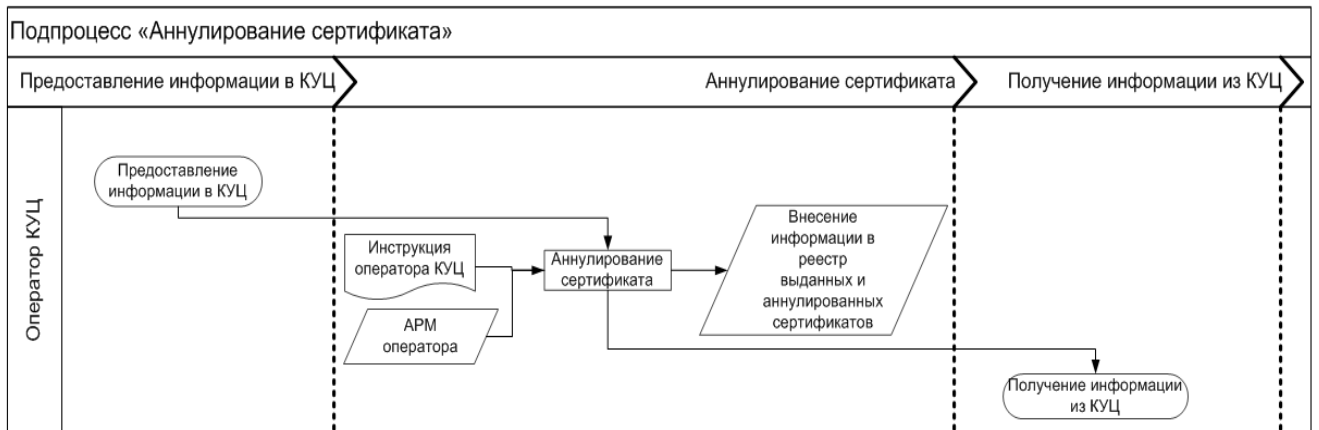 Подпроцесс «Аннулирование сертификата»
Предоставление информации в КУЦ
Аннулирование сертификата
Получение информации из КУЦ
Оператор КУЦ
Предоставление
информации в КУЦ
Инструкция
оператора КУЦ
АРМ
оператора
Аннулирование
сертификата
Внесение
информации в
реестр
выданных и
аннулированных
сертификатов
Получение информации
из КУЦ